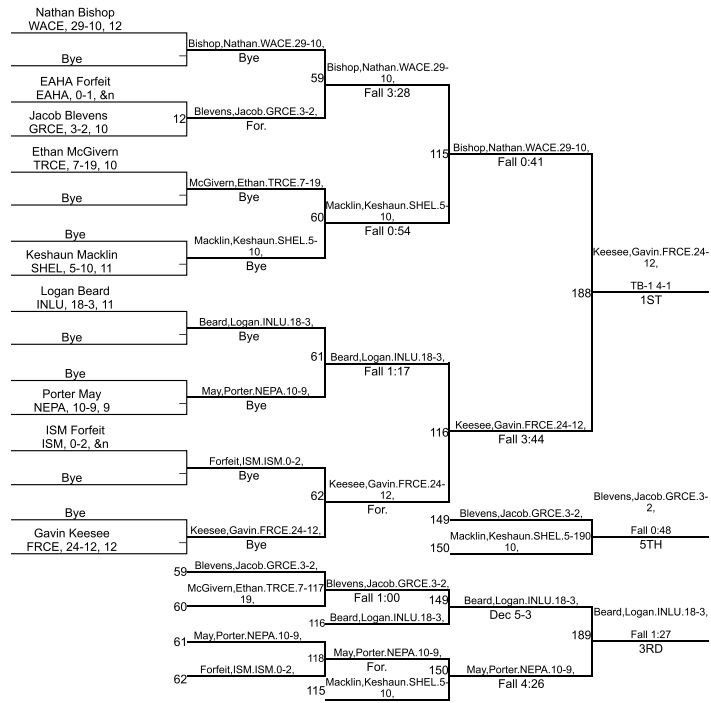 Nathan Bishop
WACE, 29-10, 12
Bishop,Nathan.WACE.29-10,
Bye
Bye
59
Bishop,Nathan.WACE.29-
10,
Fall 3:28
EAHA Forfeit
EAHA, 0-1, &n
Jacob Blevens
GRCE, 3-2, 10
12
Blevens,Jacob.GRCE.3-2,
For.
115
Bishop,Nathan.WACE.29-10,
Fall 0:41
Ethan McGivern
TRCE, 7-19, 10
McGivern,Ethan.TRCE.7-19,
Bye
Bye
60
Macklin,Keshaun.SHEL.5-
10,
Fall 0:54
Bye
Keshaun Macklin
SHEL, 5-10, 11
Macklin,Keshaun.SHEL.5-
10,
Bye
188
Keesee,Gavin.FRCE.24-
12,
TB-1 4-1
1ST
Logan Beard
INLU, 18-3, 11
Beard,Logan.INLU.18-3,
Bye
Bye
61
Beard,Logan.INLU.18-3,
Fall 1:17
Bye
Porter May
NEPA, 10-9, 9
May,Porter.NEPA.10-9,
Bye
116
Keesee,Gavin.FRCE.24-12,
Fall 3:44
ISM Forfeit
ISM, 0-2, &n
Forfeit,ISM.ISM.0-2,
Bye
Bye
62
Keesee,Gavin.FRCE.24-
12,
For.
Bye
Gavin Keesee
FRCE, 24-12, 12
Keesee,Gavin.FRCE.24-12,
Bye
149
Blevens,Jacob.GRCE.3-2,
150
Macklin,Keshaun.SHEL.5-190
10,
Blevens,Jacob.GRCE.3-
2,
Fall 0:48
5TH
59
Blevens,Jacob.GRCE.3-2,
60
McGivern,Ethan.TRCE.7-117
19,
Blevens,Jacob.GRCE.3-2,
Fall 1:00
149
116
Beard,Logan.INLU.18-3,
Beard,Logan.INLU.18-3,
Dec 5-3
61
May,Porter.NEPA.10-9,
62
Forfeit,ISM.ISM.0-2,
118
May,Porter.NEPA.10-9,
For.
150
115
Macklin,Keshaun.SHEL.5-
10,
May,Porter.NEPA.10-9,
Fall 4:26
189
Beard,Logan.INLU.18-3,
Fall 1:27
3RD